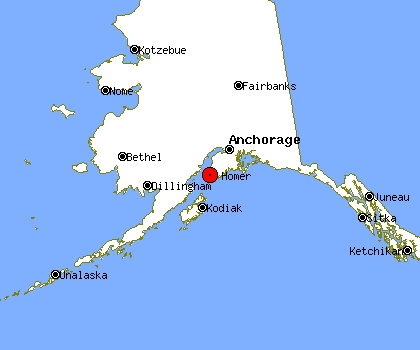 Kotzebue
Fairbanks
Nome
Anchorage
Bethel
Homer
Dillingham
Juneau
Kodiak
Sitka
Ketchikan
Unalaska